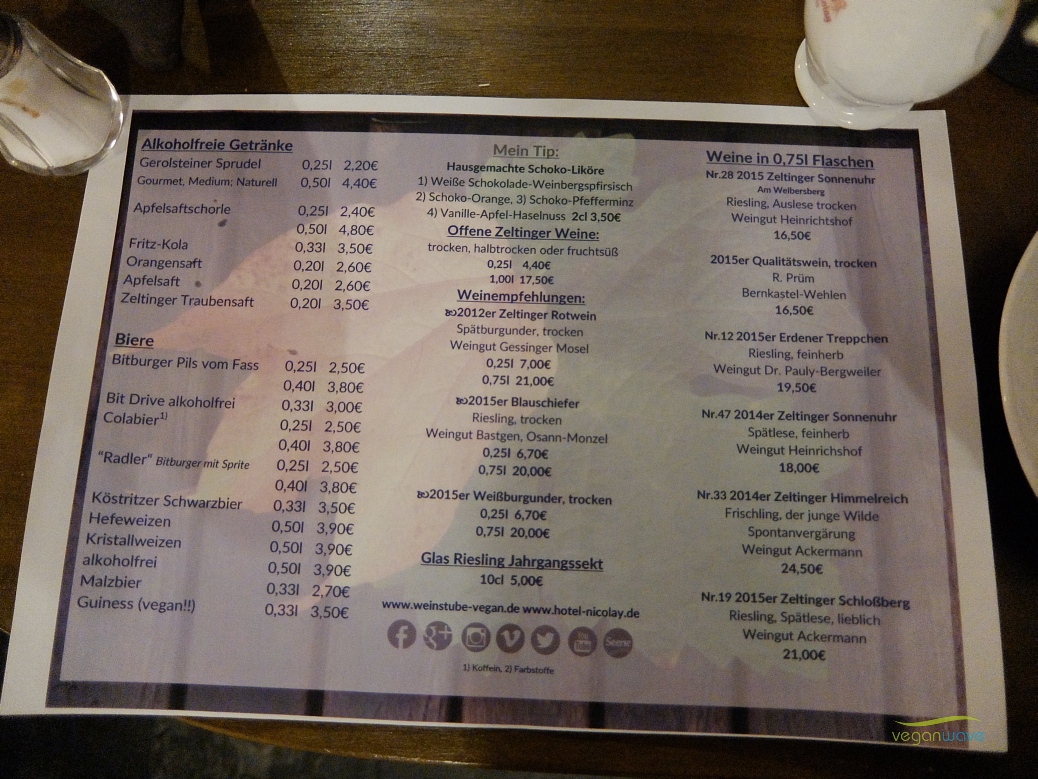 Alkoholfreie Getränke
Gerolsteiner Sprudel 0,25l 2,20€
Gourmet, Medium; Naturell 0,50l 4,40€
Apfelsaftschorle 0,25l 2,40€
0,50l 4,80€
Fritz-Kola 0,33l 3,50€
Orangensaft 0,20l 2,60€
Apfelsaft 0,20l 2,60€
Zeltinger Traubensaft 0,20l 3,50€
Biere
Bitburger Pils vom Fass 0,25l 2,50€
0,40l 3,80€
Bit Drive alkoholfrei 0,33l 3,00€
Colabier1) 0,25l 2,50€
0,40l 3,80€
"Radler" Bitburger mit Sprite 0,25l 2,50€
0,40l 3,80€
Köstritzer Schwarzbier 0,33l 3,50€
Hefeweizen 0,50l 3,90€
Kristallweizen 0,50l 3,90€
alkoholfrei 0,50l 3,90€
Malzbier 0,33l 2,70€
Guiness (vegan!!) 0,33l 3,50€
Mein Tip:
Hausgemachte Schoko-Liköre
1) Weiße Schokolade-Weinbergspfirsisch
2) Schoko-Orange, 3) Schoko-Pfefferminz
4) Vanille-Apfel-Haselnuss 2cl 3,50€
Offene Zeltinger Weine:
trocken, halbtrocken oder fruchtsüß
0,25l 4,40€
1,00l 17,50€
Weinempfehlungen:
2012er Zeltinger Rotwein
Spätburgunder, trocken
Weingut Gessinger Mosel
0,25l 7,00€
0,75l 21,00€
2015er Blauschiefer
Riesling, trocken
Weingut Bastgen, Osann-Monzel
0,25l 6,70€
0,75l 20,00€
2015er Weißburgunder, trocken
0,25l 6,70€
0,75l 20,00€
Glas Riesling Jahrgangssekt
10cl 5,00€
www.weinstube-vegan.de www.hotel-nicolay.de
You Tube
1) Koffein, 2) Farbstoffe
Weine in 0,75l Flaschen
Nr.28 2015 Zeltinger Sonnenuhr
Am Welbersberg
Riesling, Auslese trocken
Weingut Heinrichtshof
16,50€
2015er Qualitätswein, trocken
R. Prüm
Bernkastel-Wehlen
16,50€
Nr.12 2015er Erdener Treppchen
Riesling, feinherb
Weingut Dr. Pauly-Bergweiler
19,50€
Nr.47 2014er Zeltinger Sonnenuhr
Spätlese, feinherb
Weingut Heinrichshof
18,00€
Nr.33 2014er Zeltinger Himmelreich
Frischling, der junge Wilde
Spontanvergärung
Weingut Ackermann
24,50€
Nr.19 2015er Zeltinger Schloßberg
Riesling, Spätlese, lieblich
Weingut Ackermann
21,00€
veganwave